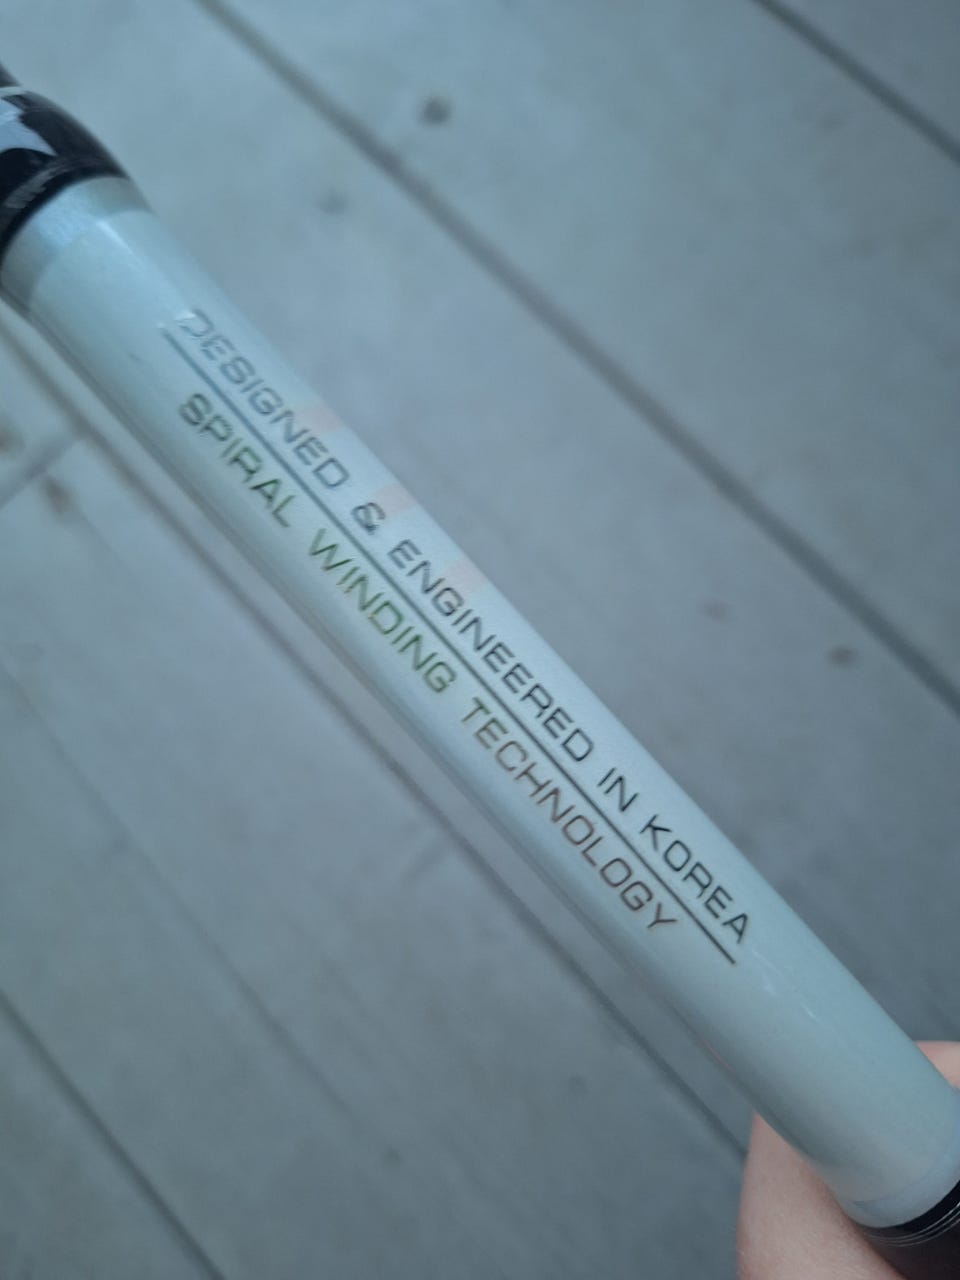 DESIGNED & ENGINEERED IN KOREA
SPIRAL WINDING TECHNOLOGY